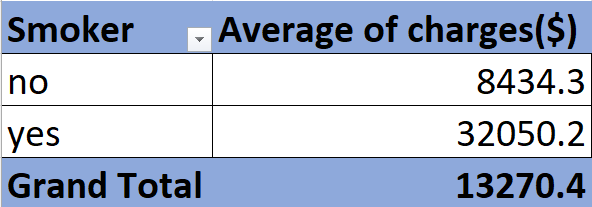 Smoker Average of charges($)
no 8434.3
yes 32050.2
Grand Total 13270.4